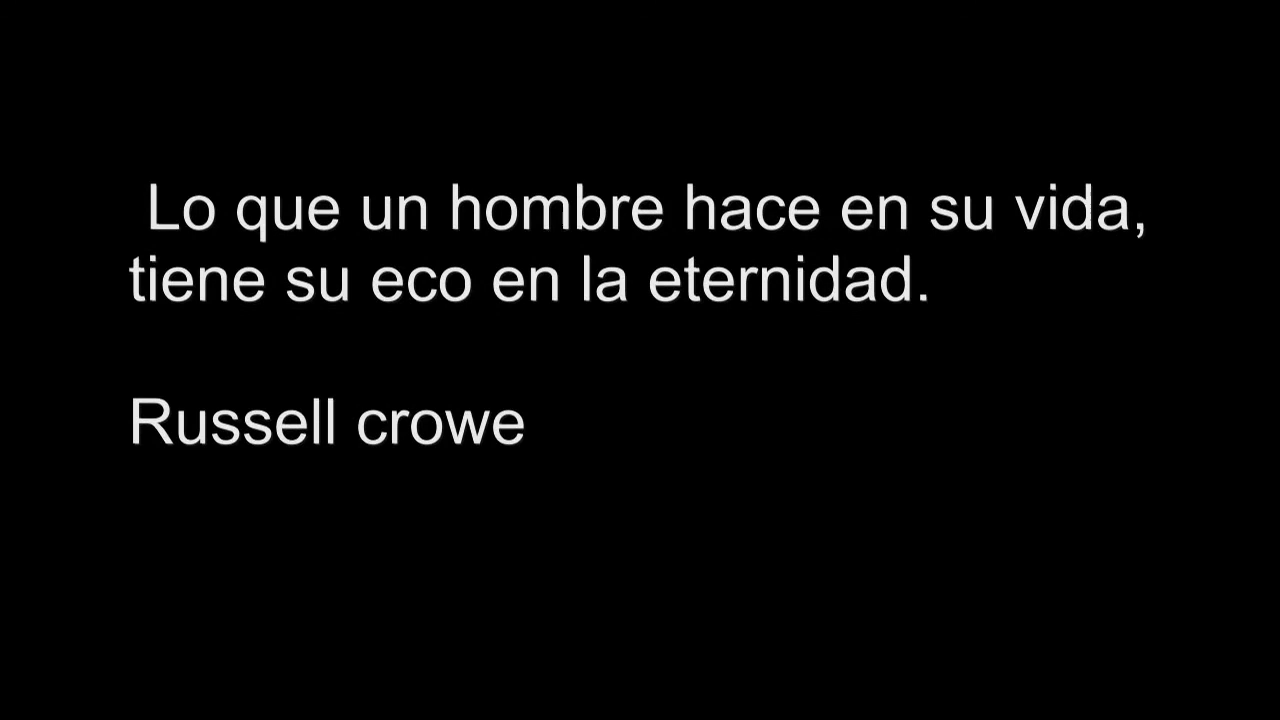 Lo que un hombre hace en su vida,
tiene su eco en la eternidad.
Russell crowe